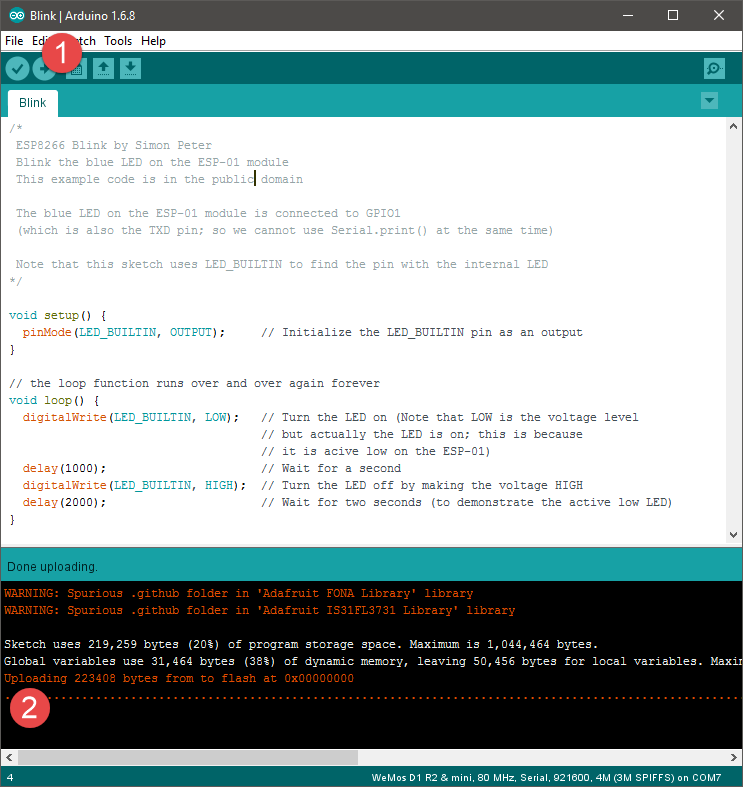 Blink | Arduino 1.6.8
File Edi tch Tools Help
1
Blink
/*
ESP8266 Blink by Simon Peter
Blink the blue LED on the ESP-01 module
This example code is in the public domain
The blue LED on the ESP-01 module is connected to GPIO1
(which is also the TXD pin; so we cannot use Serial.print() at the same time)
Note that this sketch uses LED_BUILTIN to find the pin with the internal LED
*/
void setup() {
pinMode(LED_BUILTIN, OUTPUT); // Initialize the LED_BUILTIN pin as an output
}
// the loop function runs over and over again forever
void loop() {
digitalWrite(LED_BUILTIN, LOW); // Turn the LED on (Note that LOW is the voltage level
// but actually the LED is on; this is because
// it is acive low on the ESP-01)
delay(1000); // Wait for a second
digitalWrite(LED_BUILTIN, HIGH); // Turn the LED off by making the voltage HIGH
delay(2000); // Wait for two seconds (to demonstrate the active low LED)
}
Done uploading.
WARNING: Spurious .github folder in 'Adafruit FONA Library' library
WARNING: Spurious .github folder in 'Adafruit IS31FL3731 Library' library
Sketch uses 219,259 bytes (20%) of program storage space. Maximum is 1,044,464 bytes.
Global variables use 31,464 bytes (38%) of dynamic memory, leaving 50,456 bytes for local variables. Maxi
Uploading 223408 bytes from to flash at 0x00000000
2
4
WeMos D1 R2 & mini, 80 MHz, Serial, 921600, 4M (3M SPIFFS) on COM7